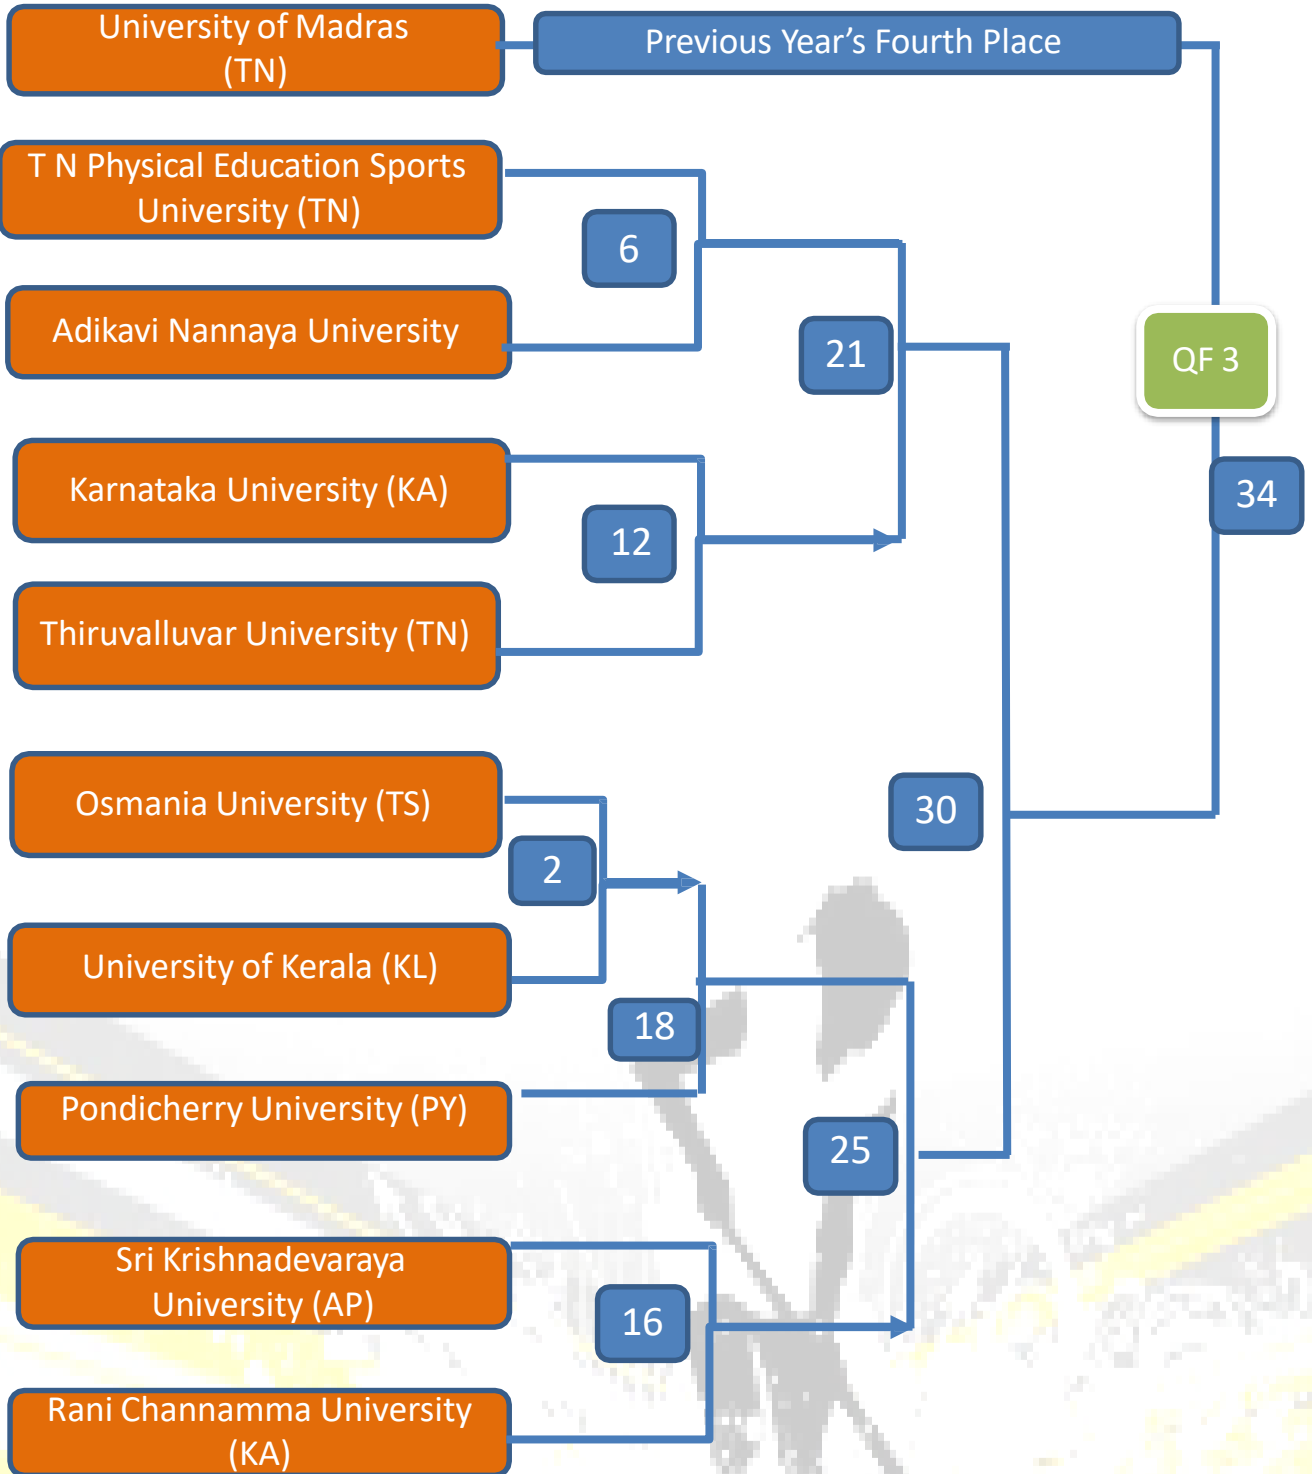 University of Madras
(TN)
Previous Year’s Fourth Place
T N Physical Education Sports
University (TN)
6
Adikavi Nannaya University
21
QF 3
Karnataka University (KA)
34
12
Thiruvalluvar University (TN)
Osmania University (TS)
30
2
University of Kerala (KL)
18
Pondicherry University (PY)
25
Sri Krishnadevaraya
University (AP)
16
Rani Channamma University
(KA)